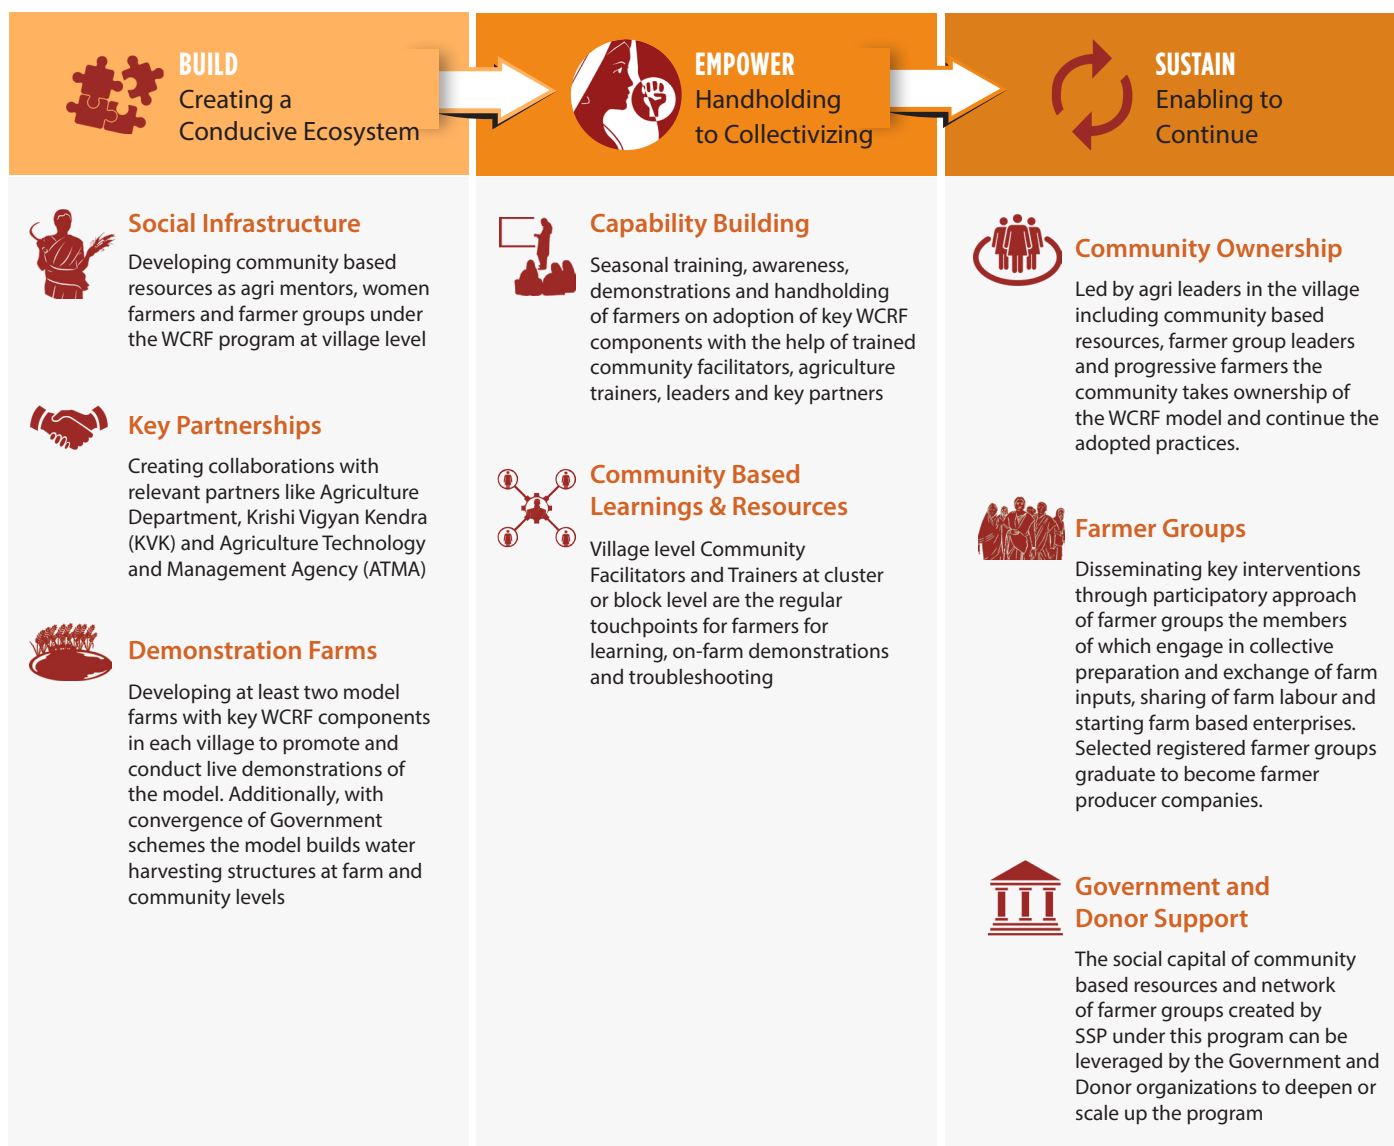 BUILD
Creating a
Conducive Ecosystem
EMPOWER
Handholding
to Collectivizing
SUSTAIN
Enabling to
Continue
Social Infrastructure
Developing community based
resources as agri mentors, women
farmers and farmer groups under
the WCRF program at village level
Key Partnerships
Creating collaborations with
relevant partners like Agriculture
Department, Krishi Vigyan Kendra
(KVK) and Agriculture Technology
and Management Agency (ATMA)
Demonstration Farms
Developing at least two model
farms with key WCRF components
in each village to promote and
conduct live demonstrations of
the model. Additionally, with
convergence of Government
schemes the model builds water
harvesting structures at farm and
community levels
Capability Building
Seasonal training, awareness,
demonstrations and handholding
of farmers on adoption of key WCRF
components with the help of trained
community facilitators, agriculture
trainers, leaders and key partners
Community Based
Learnings & Resources
Village level Community
Facilitators and Trainers at cluster
or block level are the regular
touchpoints for farmers for
learning, on-farm demonstrations
and troubleshooting
Community Ownership
Led by agri leaders in the village
including community based
resources, farmer group leaders
and progressive farmers the
community takes ownership of
the WCRF model and continue the
adopted practices.
Farmer Groups
Disseminating key interventions
through participatory approach
of farmer groups the members
of which engage in collective
preparation and exchange of farm
inputs, sharing of farm labour and
starting farm based enterprises.
Selected registered farmer groups
graduate to become farmer
producer companies.
Government and
Donor Support
The social capital of community
based resources and network
of farmer groups created by
SSP under this program can be
leveraged by the Government and
Donor organizations to deepen or
scale up the program